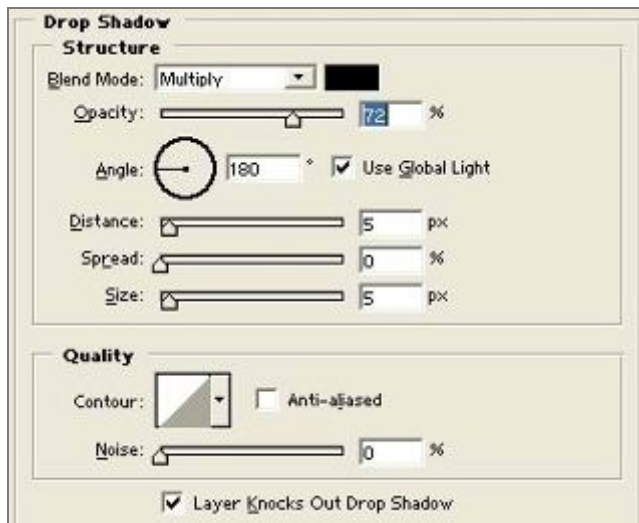 Drop Shadow
Structure
Blend Mode: Multiply
Opacity: 72 %
Angle: 180 ° Use Global Light
Distance: 5 px
Spread: 0 %
Size: 5 px
Quality
Contour: Anti-aliased
Noise: 0 %
Layer Knocks Out Drop Shadow